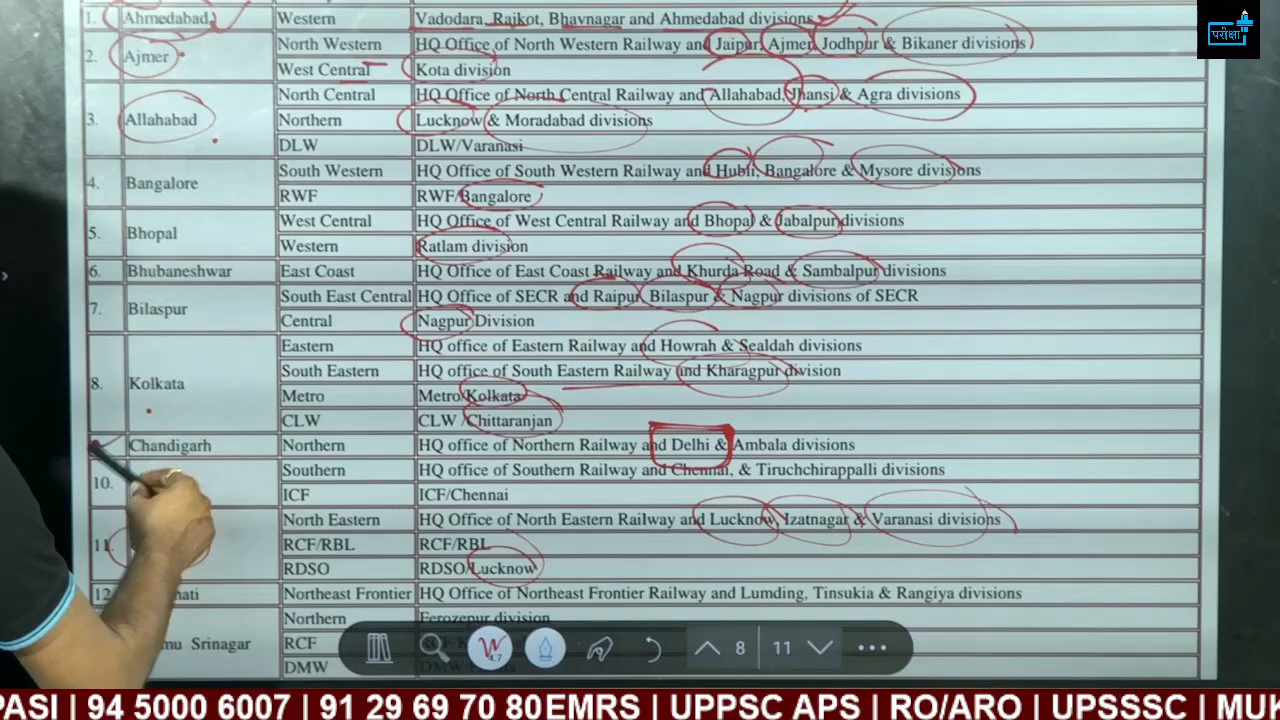 परीक्षा
1. Ahmedabad Western Vadodara, Rajkot, Bhavnagar and Ahmedabad divisions
2. Ajmer North Western HQ Office of North Western Railway and Jaipur, Ajmer, Jodhpur & Bikaner divisions
West Central Kota division
3. Allahabad North Central HQ Office of North Central Railway and Allahabad, Jhansi & Agra divisions
Northern Lucknow & Moradabad divisions
DLW DLW/Varanasi
4. Bangalore South Western HQ Office of South Western Railway and Hubli, Bangalore & Mysore divisions
RWF RWF/Bangalore
5. Bhopal West Central HQ Office of West Central Railway and Bhopal & Jabalpur divisions
Western Ratlam division
6. Bhubaneshwar East Coast HQ Office of East Coast Railway and Khurda Road & Sambalpur divisions
7. Bilaspur South East Central HQ Office of SECR and Raipur, Bilaspur & Nagpur divisions of SECR
Central Nagpur Division
8. Kolkata Eastern HQ office of Eastern Railway and Howrah & Sealdah divisions
South Eastern HQ office of South Eastern Railway and Kharagpur division
Metro Metro/Kolkata
CLW CLW /Chittaranjan
Chandigarh Northern HQ office of Northern Railway and Delhi & Ambala divisions
10. Southern HQ office of Southern Railway and Chennai, & Tiruchchirappalli divisions
ICF ICF/Chennai
11. North Eastern HQ Office of North Eastern Railway and Lucknow, Izatnagar & Varanasi divisions
RCF/RBL RCF/RBL
RDSO RDSO/Lucknow
12 Northeast Frontier HQ Office of Northeast Frontier Railway and Lumding, Tinsukia & Rangiya divisions
Northern Ferozepur division
Srinagar RCF
DMW
8 11
PASI | 94 5000 6007 | 91 29 69 70 80 EMRS | UPPSC APS | RO/ARO | UPSSSC | MUK